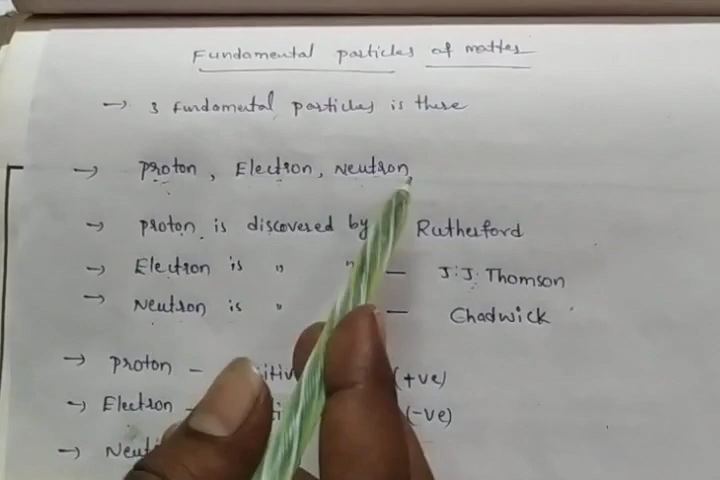 Fundamental particles of matter
→ 3 Fundamental particles is there
→ proton, Electron, Neutron
→ proton is discovered by Rutherford
→ Electron is " " — J.J. Thomson
→ Neutron is " — Chadwick
→ proton — (+ve)
→ Electron — (-ve)
→